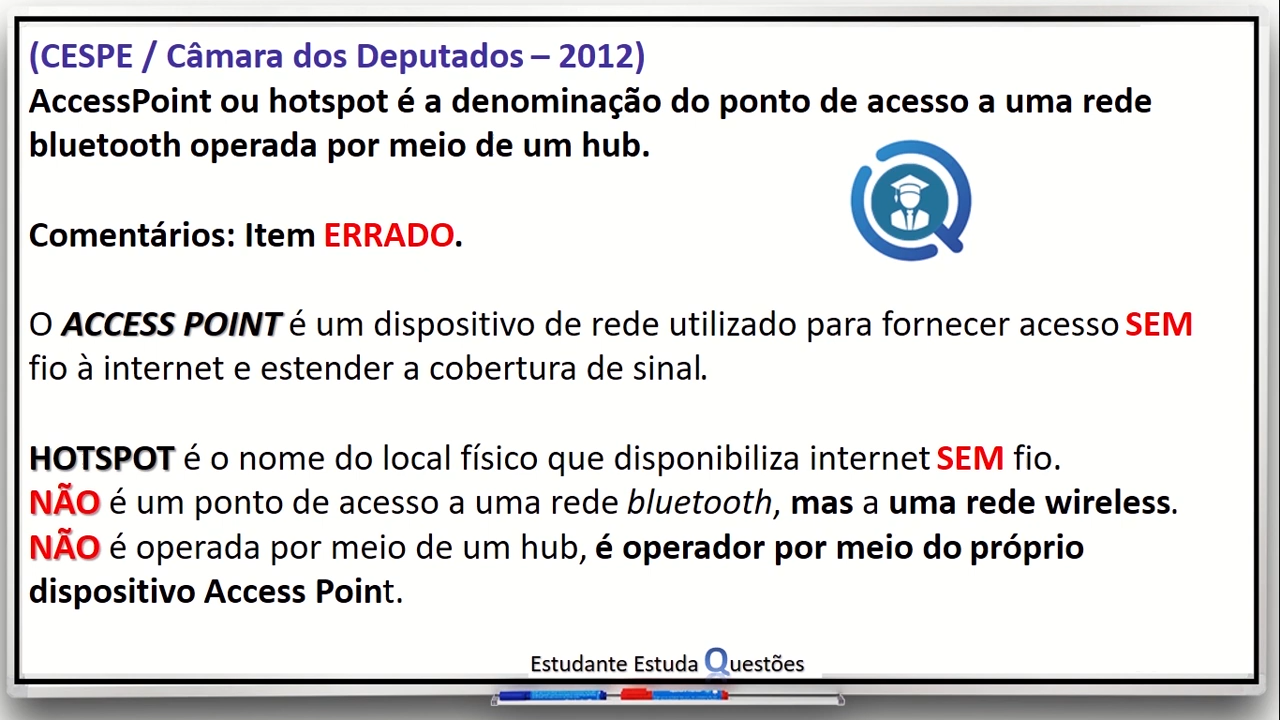 (CESPE / Câmara dos Deputados – 2012)
AccessPoint ou hotspot é a denominação do ponto de acesso a uma rede
bluetooth operada por meio de um hub.
Comentários: Item ERRADO.
O ACCESS POINT é um dispositivo de rede utilizado para fornecer acesso SEM
fio à internet e estender a cobertura de sinal.
HOTSPOT é o nome do local físico que disponibiliza internet SEM fio.
NÃO é um ponto de acesso a uma rede bluetooth, mas a uma rede wireless.
NÃO é operada por meio de um hub, é operador por meio do próprio
dispositivo Access Point.
Estudante Estuda Questões